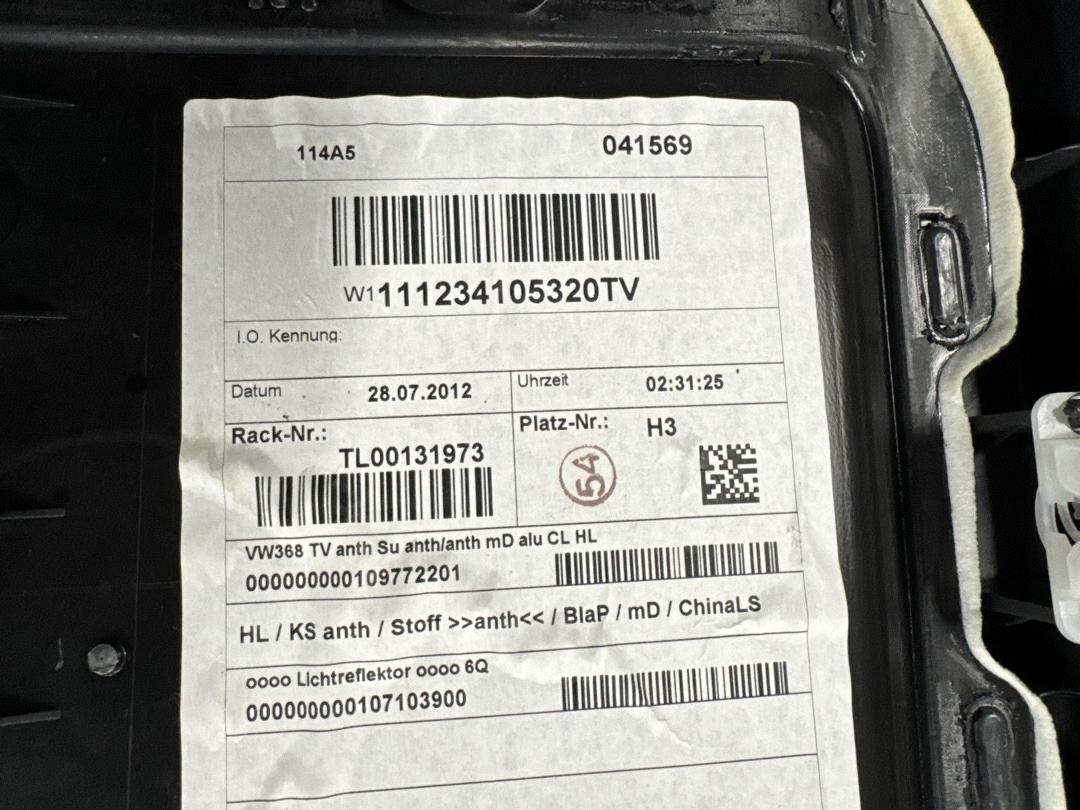 114A5 041569
W1111234105320TV
I.O. Kennung:
Datum 28.07.2012 Uhrzeit 02:31:25
Rack-Nr.: Platz-Nr.: H3
TL00131973
54
VW368 TV anth Su anth/anth mD alu CL HL
000000000109772201
HL / KS anth / Stoff >>anth<< / BlaP / mD / ChinaLS
oooo Lichtreflektor oooo 6Q
000000000107103900